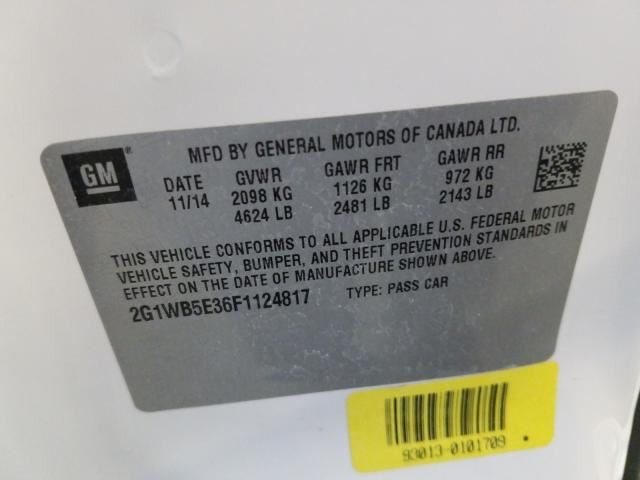 MFD BY GENERAL MOTORS OF CANADA LTD.
GM
DATE GVWR GAWR FRT GAWR RR
11/14 2098 KG 1126 KG 972 KG
4624 LB 2481 LB 2143 LB
THIS VEHICLE CONFORMS TO ALL APPLICABLE U.S. FEDERAL MOTOR
VEHICLE SAFETY, BUMPER, AND THEFT PREVENTION STANDARDS IN
EFFECT ON THE DATE OF MANUFACTURE SHOWN ABOVE.
2G1WB5E36F1124817 TYPE: PASS CAR
93013-0101709